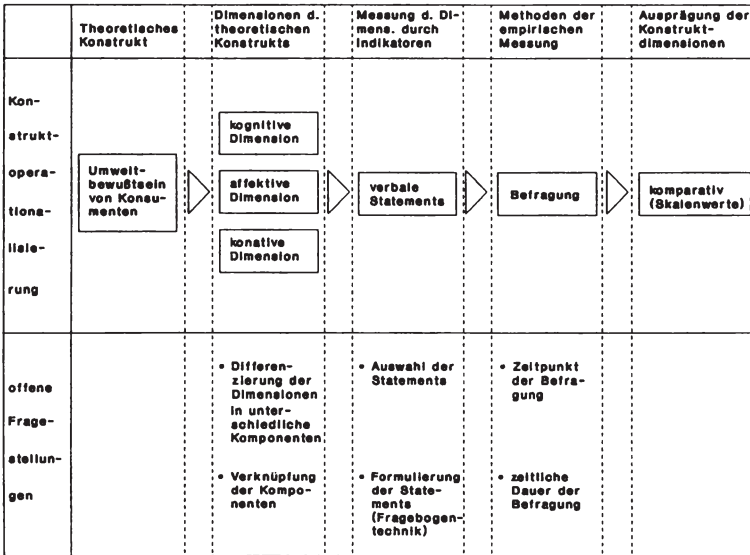 Theoretisches
Konstrukt
Dimensionen d.
theoretischen
Konstrukts
Messung d. Di-
mens. durch
Indikatoren
Methoden der
empirischen
Messung
Ausprägung der
Konstrukt-
dimensionen
Kon-
strukt-
opera-
tiona-
lisie-
rung
Umwelt-
bewußtsein
von Konsu-
menten
kognitive
Dimension
affektive
Dimension
konative
Dimension
verbale
Statements
Befragung
komparativ
(Skalenwerte)
offene
Frage-
stellun-
gen
• Differen-
zierung der
Dimensionen
in unter-
schiedliche
Komponenten
• Verknüpfung
der Kompo-
nenten
• Auswahl der
Statements
• Formulierung
der State-
ments
(Fragebogen-
technik)
• Zeitpunkt
der Befra-
gung
• zeitliche
Dauer der
Befragung